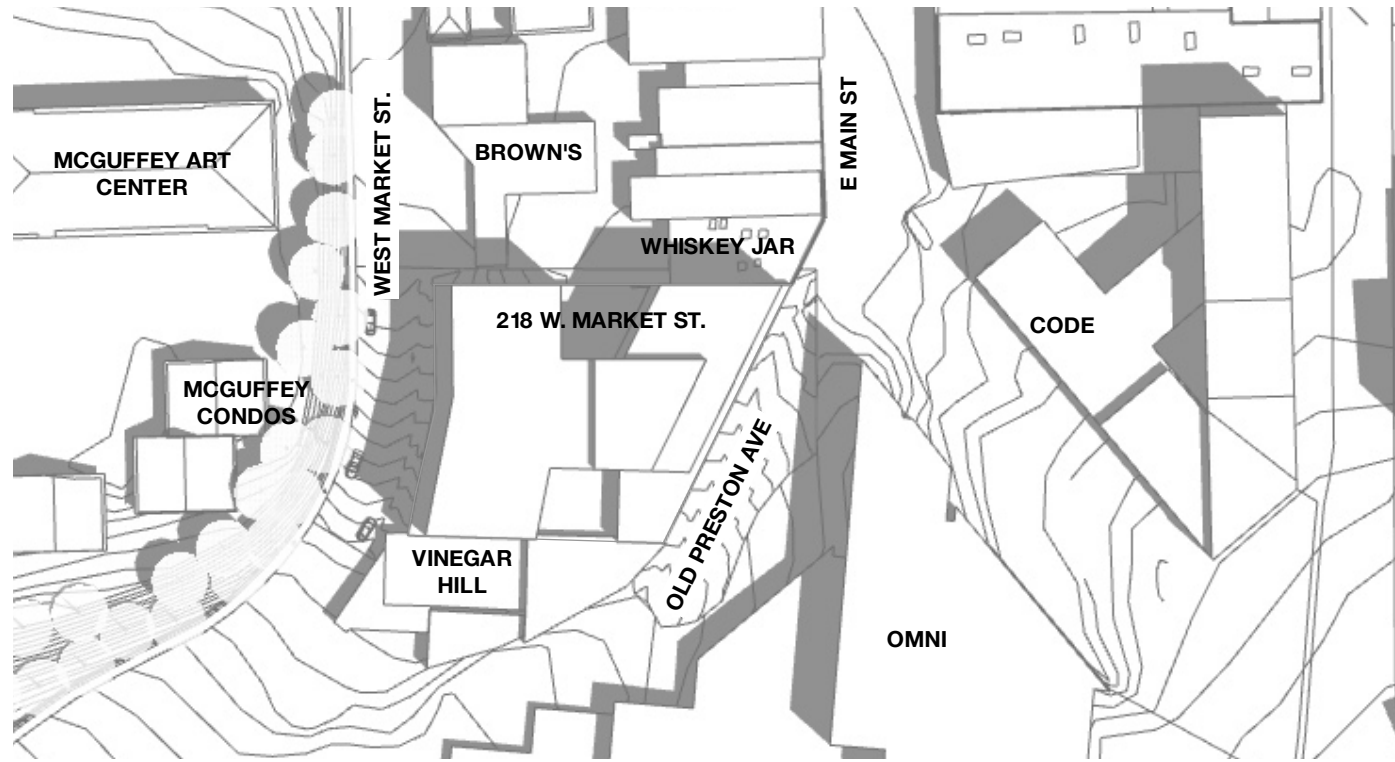 MCGUFFEY ART
CENTER
WEST MARKET ST.
BROWN'S
E MAIN ST
WHISKEY JAR
218 W. MARKET ST.
CODE
MCGUFFEY
CONDOS
OLD PRESTON AVE
VINEGAR
HILL
OMNI